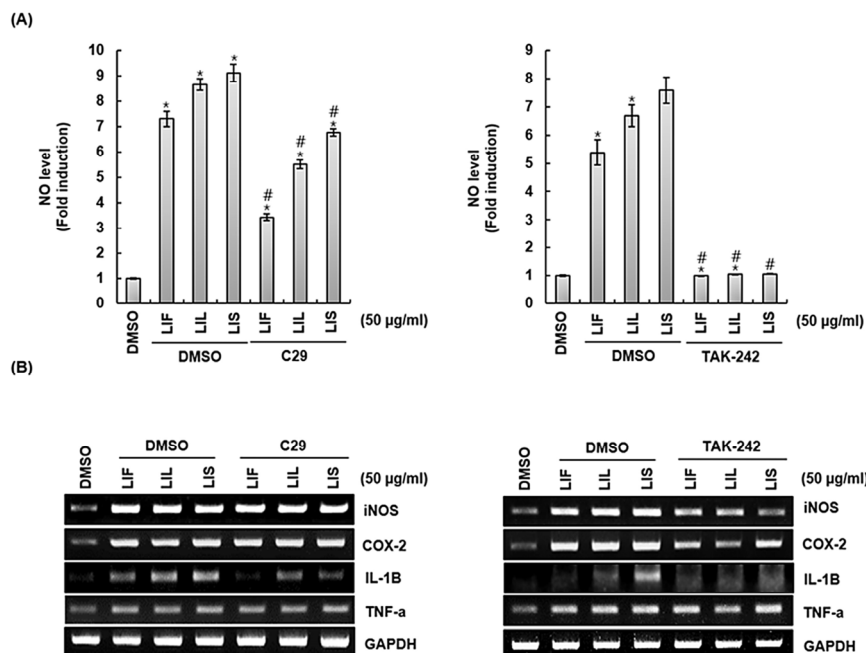 (A)
NO level
(Fold induction)
10
9
8
7
6
5
4
3
2
1
0
*
*
*
#
*
#
*
#
*
DMSO
LIF
LIL
LIS
LIF
LIL
LIS
(50 µg/ml)
DMSO
C29
NO level
(Fold induction)
9
8
7
6
5
4
3
2
1
0
*
*
#
*
#
*
#
DMSO
LIF
LIL
LIS
LIF
LIL
LIS
(50 µg/ml)
DMSO
TAK-242
(B)
DMSO
DMSO
C29
LIF
LIL
LIS
LIF
LIL
LIS
(50 µg/ml)
iNOS
COX-2
IL-1B
TNF-a
GAPDH
DMSO
DMSO
TAK-242
LIF
LIL
LIS
LIF
LIL
LIS
(50 µg/ml)
iNOS
COX-2
IL-1B
TNF-a
GAPDH